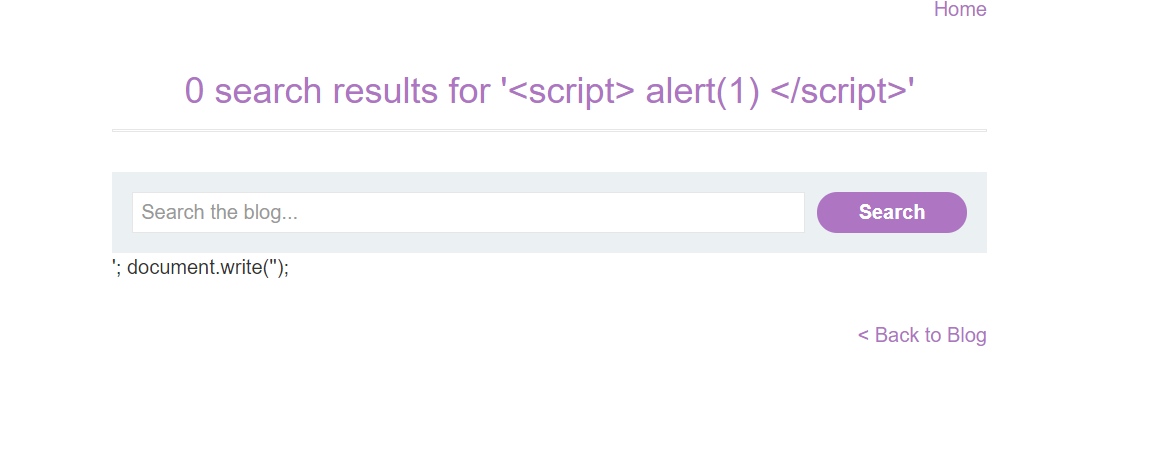 Home
0 search results for '<script> alert(1) </script>'
Search the blog...
Search
'; document.write('');
< Back to Blog